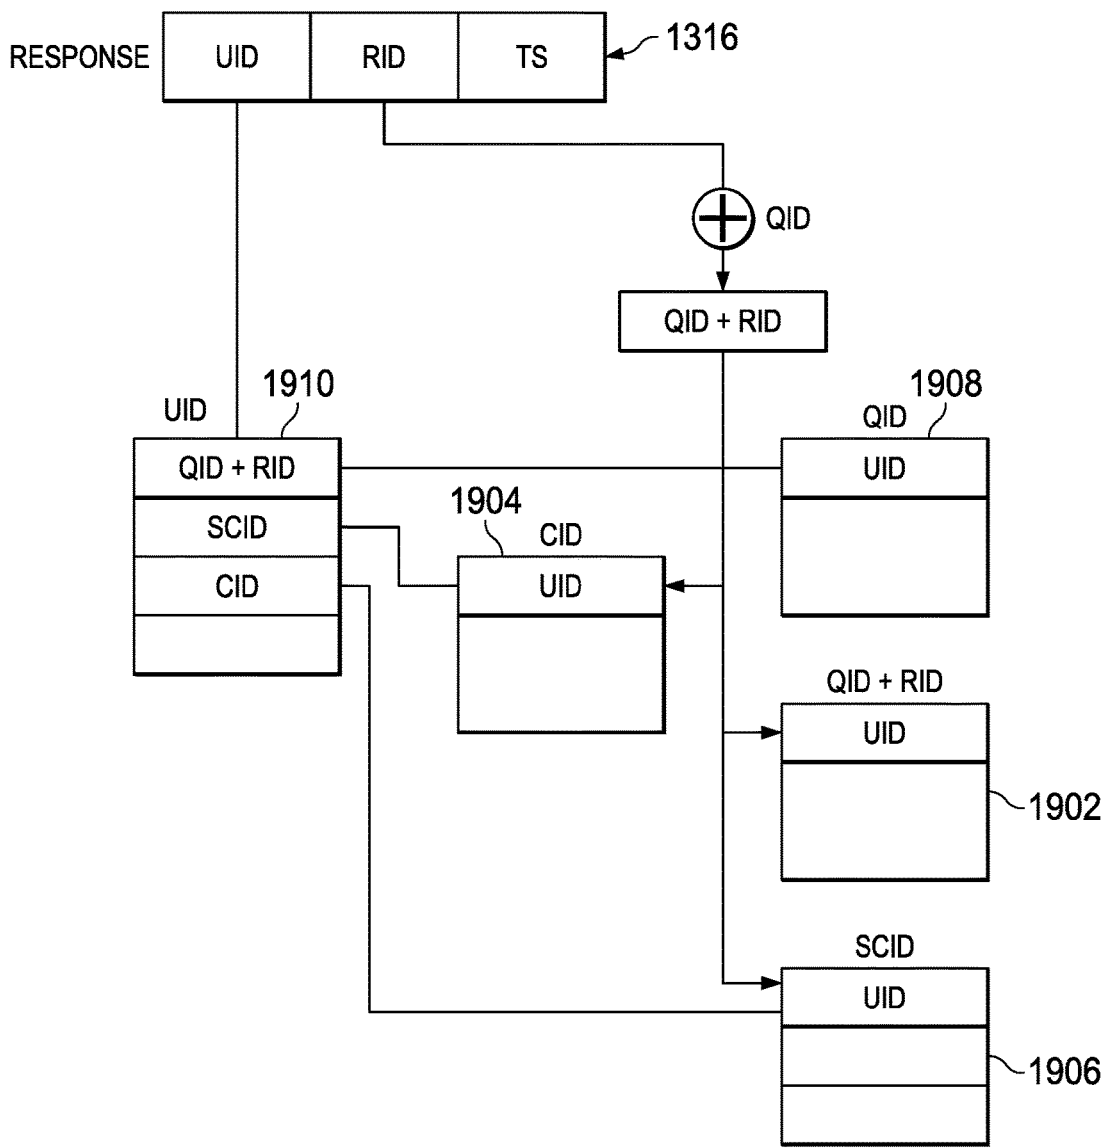 RESPONSE UID RID TS 1316
QID
QID + RID
1910
1908
UID
QID
QID + RID
UID
1904
SCID
CID
CID
UID
QID + RID
UID
1902
SCID
UID
1906